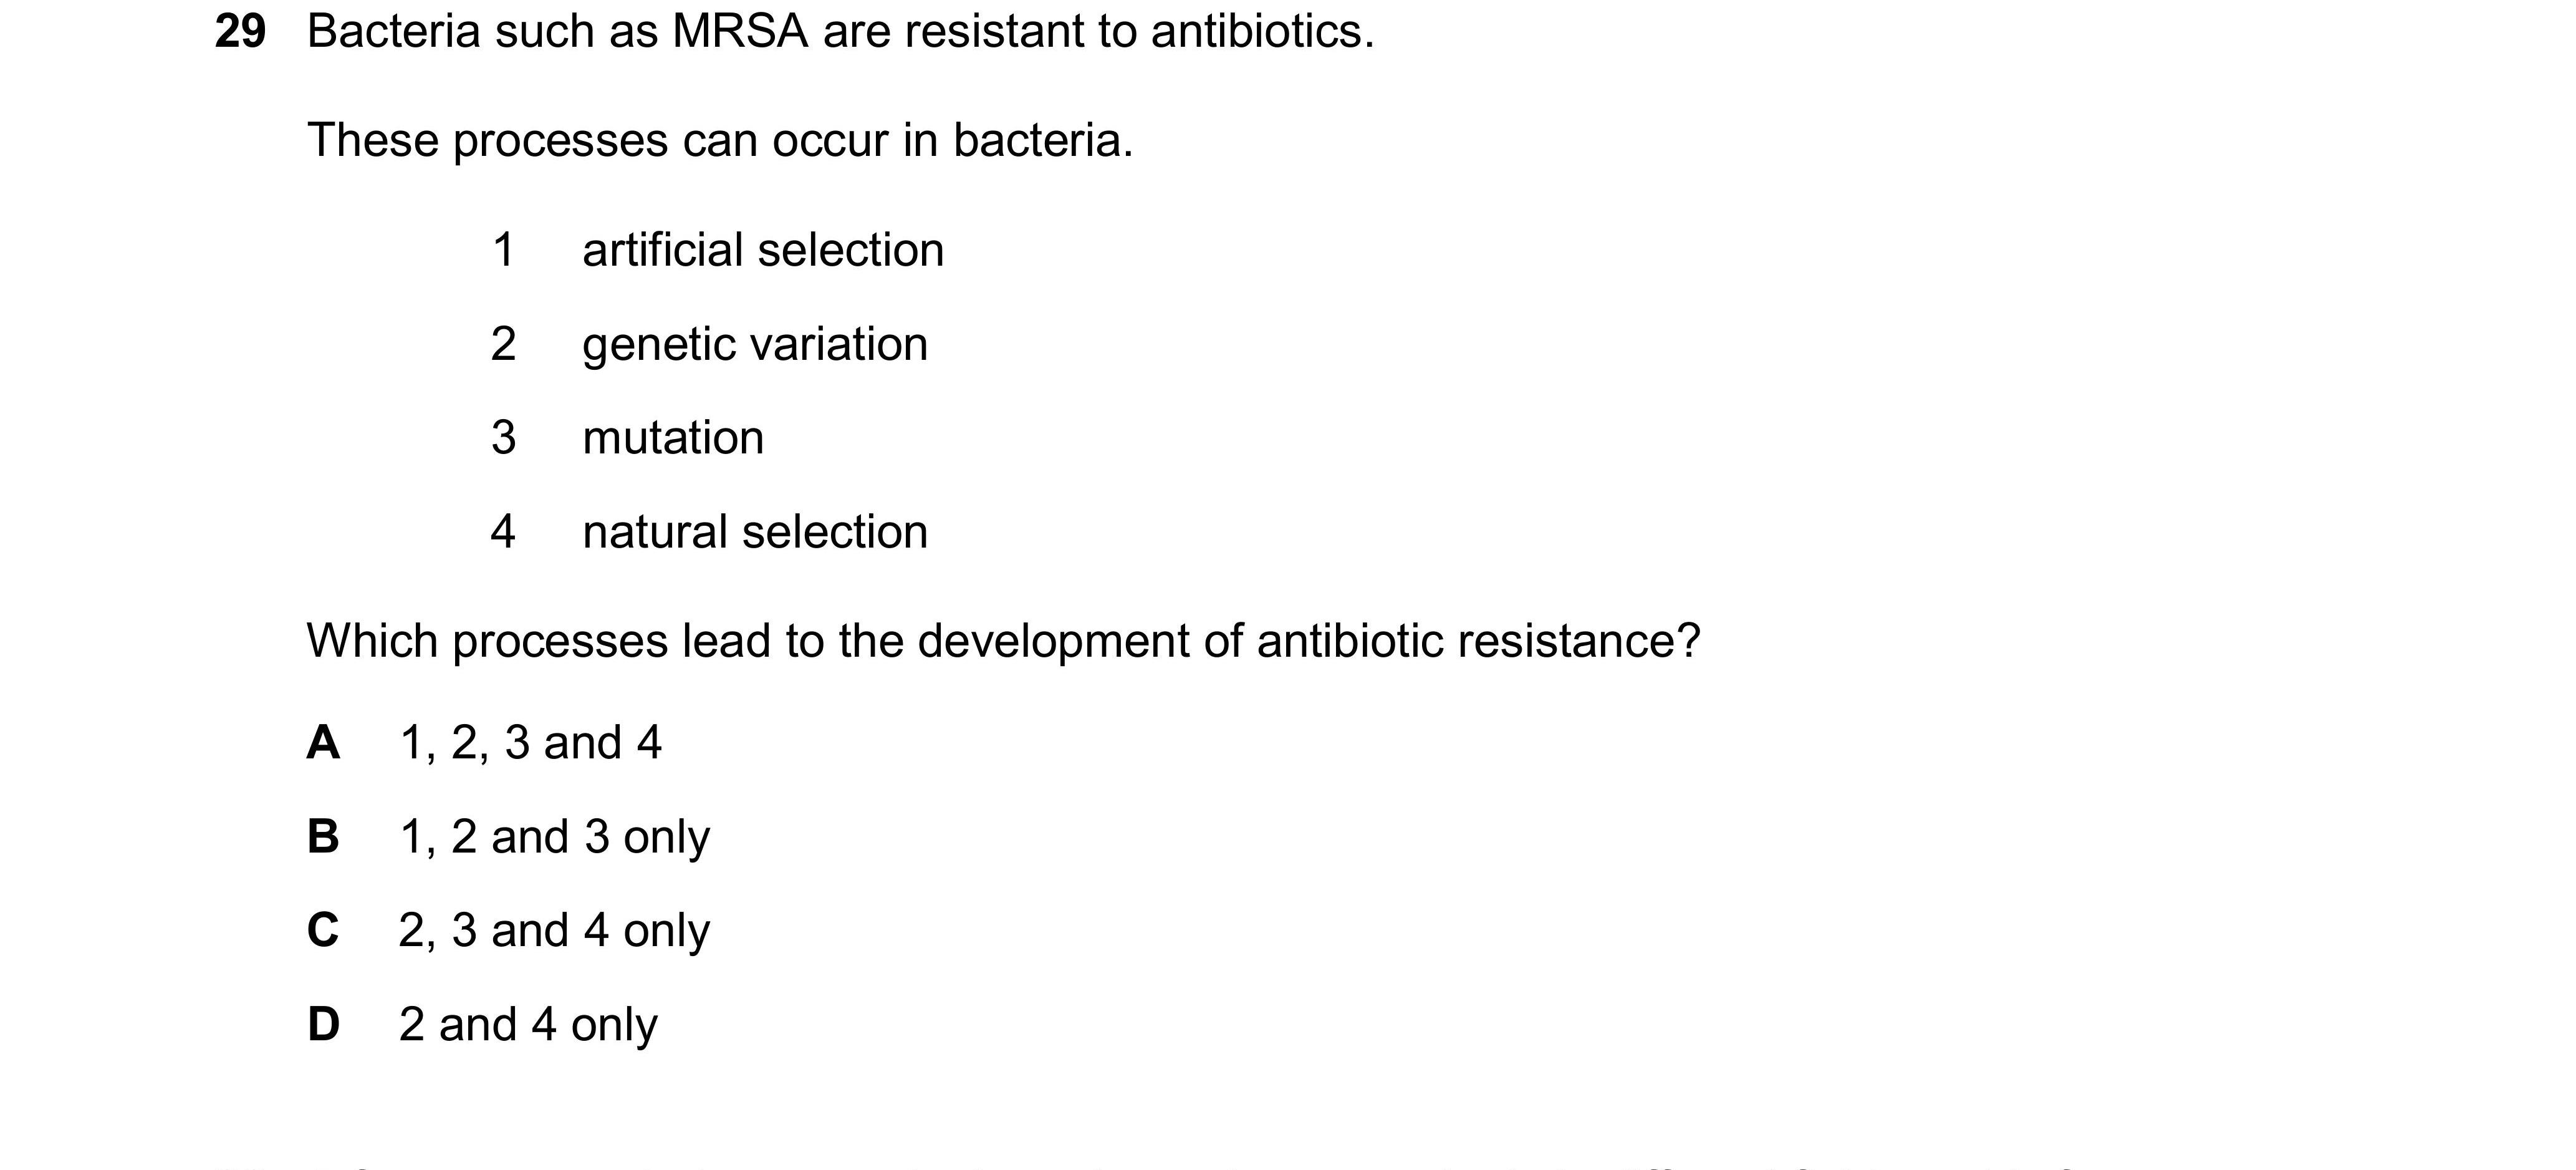 29 Bacteria such as MRSA are resistant to antibiotics.
These processes can occur in bacteria.
1 artificial selection
2 genetic variation
3 mutation
4 natural selection
Which processes lead to the development of antibiotic resistance?
A 1, 2, 3 and 4
B 1, 2 and 3 only
C 2, 3 and 4 only
D 2 and 4 only